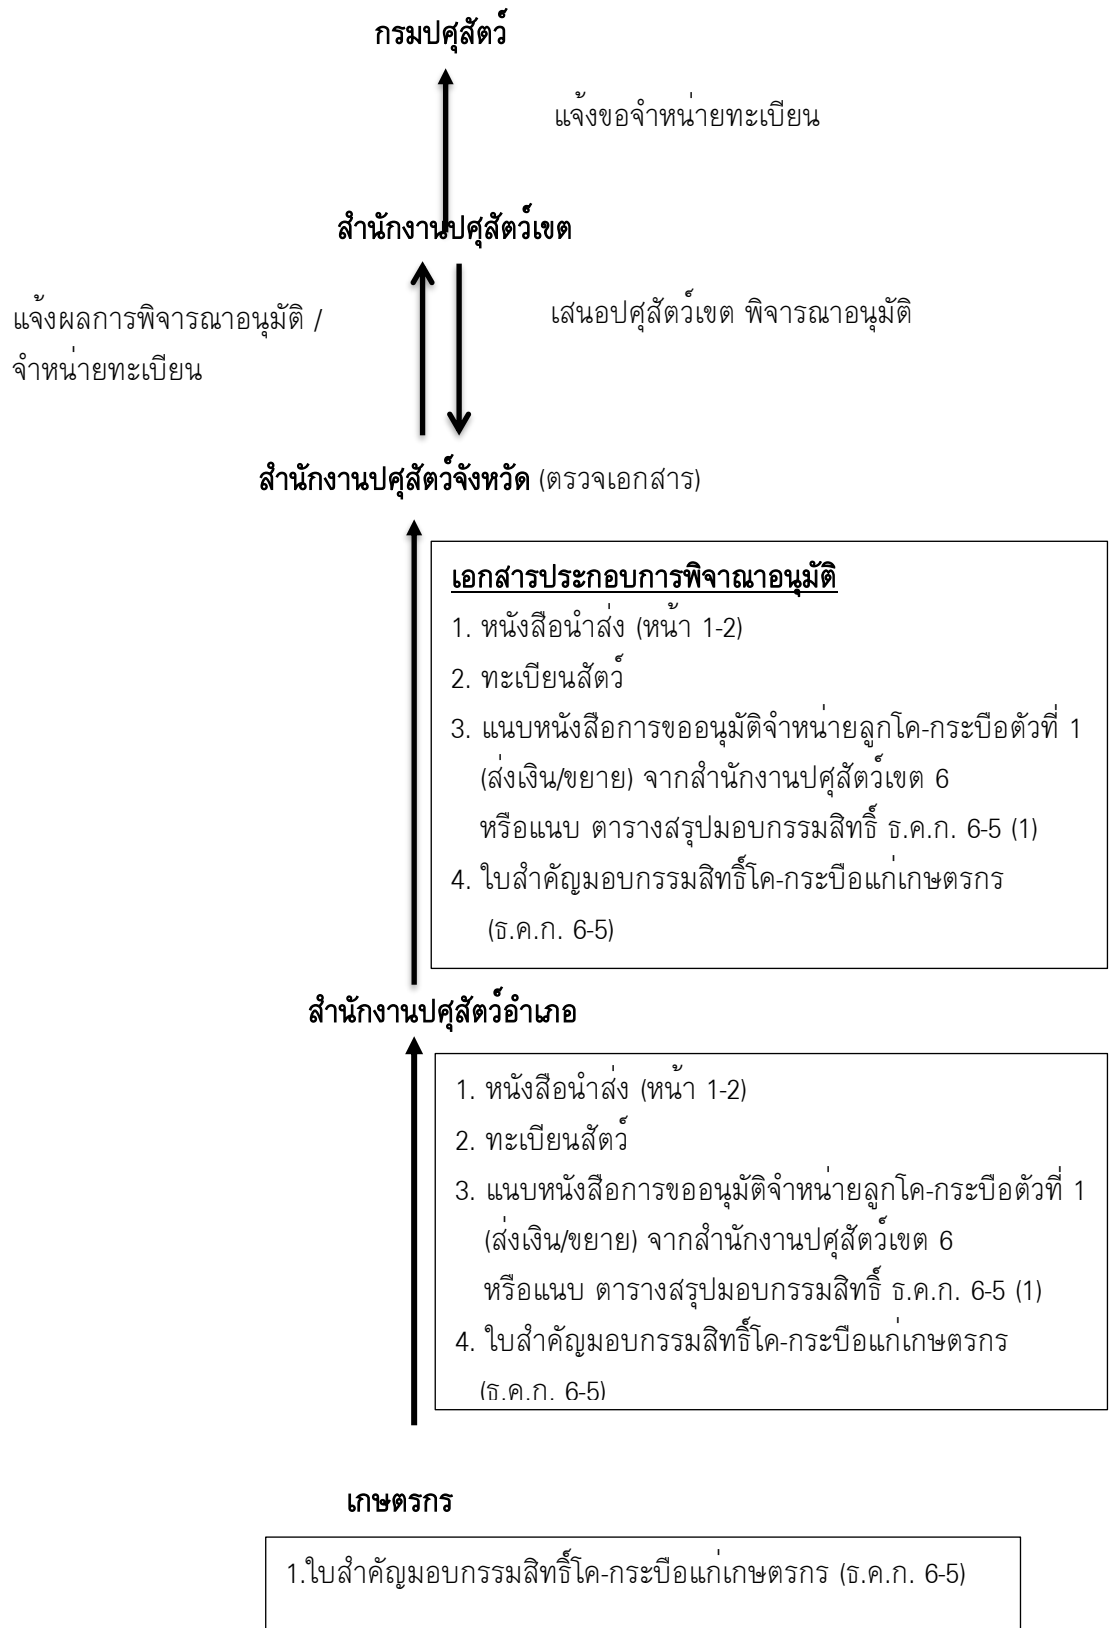 กรมปศุสัตว์
แจ้งขอจำหน่ายทะเบียน
สำนักงานปศุสัตว์เขต
แจ้งผลการพิจารณาอนุมัติ /
จำหน่ายทะเบียน
เสนอปศุสัตว์เขต พิจารณาอนุมัติ
สำนักงานปศุสัตว์จังหวัด (ตรวจเอกสาร)
เอกสารประกอบการพิจาณาอนุมัติ
1. หนังสือนำส่ง (หน้า 1-2)
2. ทะเบียนสัตว์
3. แนบหนังสือการขออนุมัติจำหน่ายลูกโค-กระบือตัวที่ 1
(ส่งเงิน/ขยาย) จากสำนักงานปศุสัตว์เขต 6
หรือแนบ ตารางสรุปมอบกรรมสิทธิ์ ธ.ค.ก. 6-5 (1)
4. ใบสำคัญมอบกรรมสิทธิ์โค-กระบือแก่เกษตรกร
(ธ.ค.ก. 6-5)
สำนักงานปศุสัตว์อำเภอ
1. หนังสือนำส่ง (หน้า 1-2)
2. ทะเบียนสัตว์
3. แนบหนังสือการขออนุมัติจำหน่ายลูกโค-กระบือตัวที่ 1
(ส่งเงิน/ขยาย) จากสำนักงานปศุสัตว์เขต 6
หรือแนบ ตารางสรุปมอบกรรมสิทธิ์ ธ.ค.ก. 6-5 (1)
4. ใบสำคัญมอบกรรมสิทธิ์โค-กระบือแก่เกษตรกร
(ธ.ค.ก. 6-5)
เกษตรกร
1.ใบสำคัญมอบกรรมสิทธิ์โค-กระบือแก่เกษตรกร (ธ.ค.ก. 6-5)